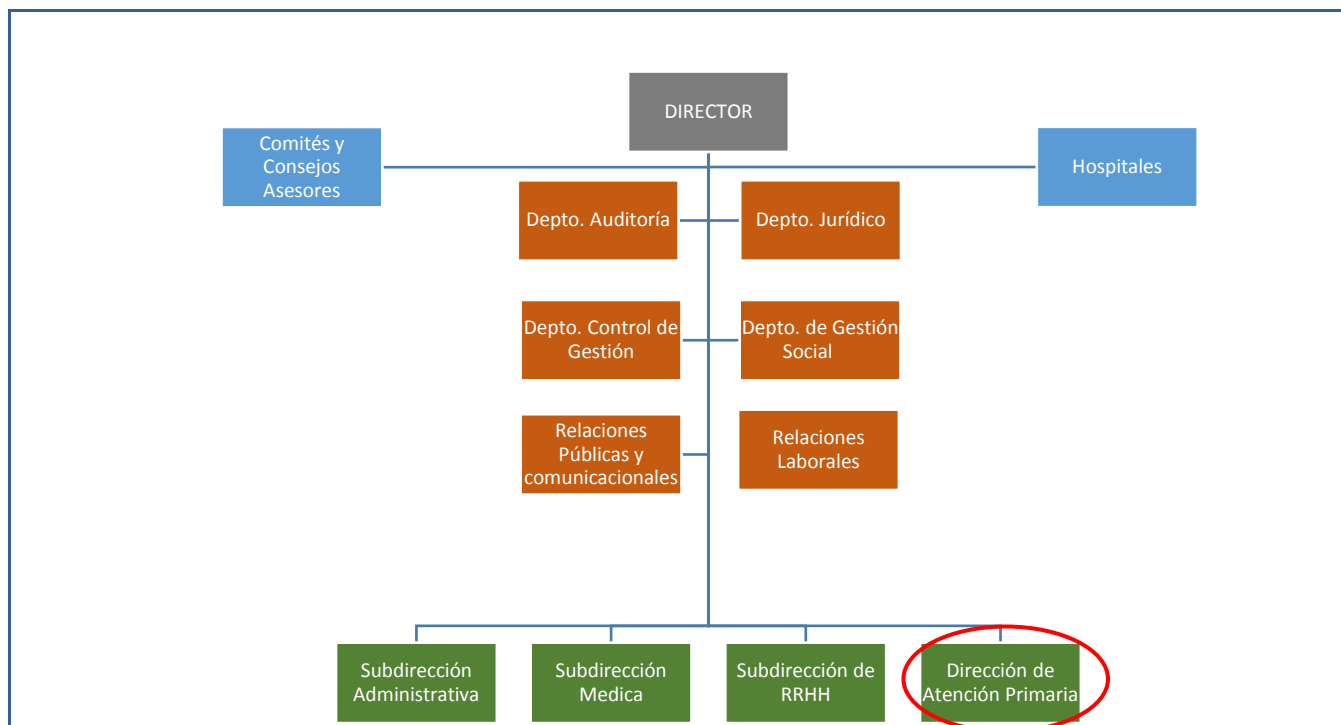 DIRECTOR
Comités y
Consejos
Asesores
Hospitales
Depto. Auditoría
Depto. Jurídico
Depto. Control de
Gestión
Depto. de Gestión
Social
Relaciones
Públicas y
comunicacionales
Relaciones
Laborales
Subdirección
Administrativa
Subdirección
Medica
Subdirección de
RRHH
Dirección de
Atención Primaria